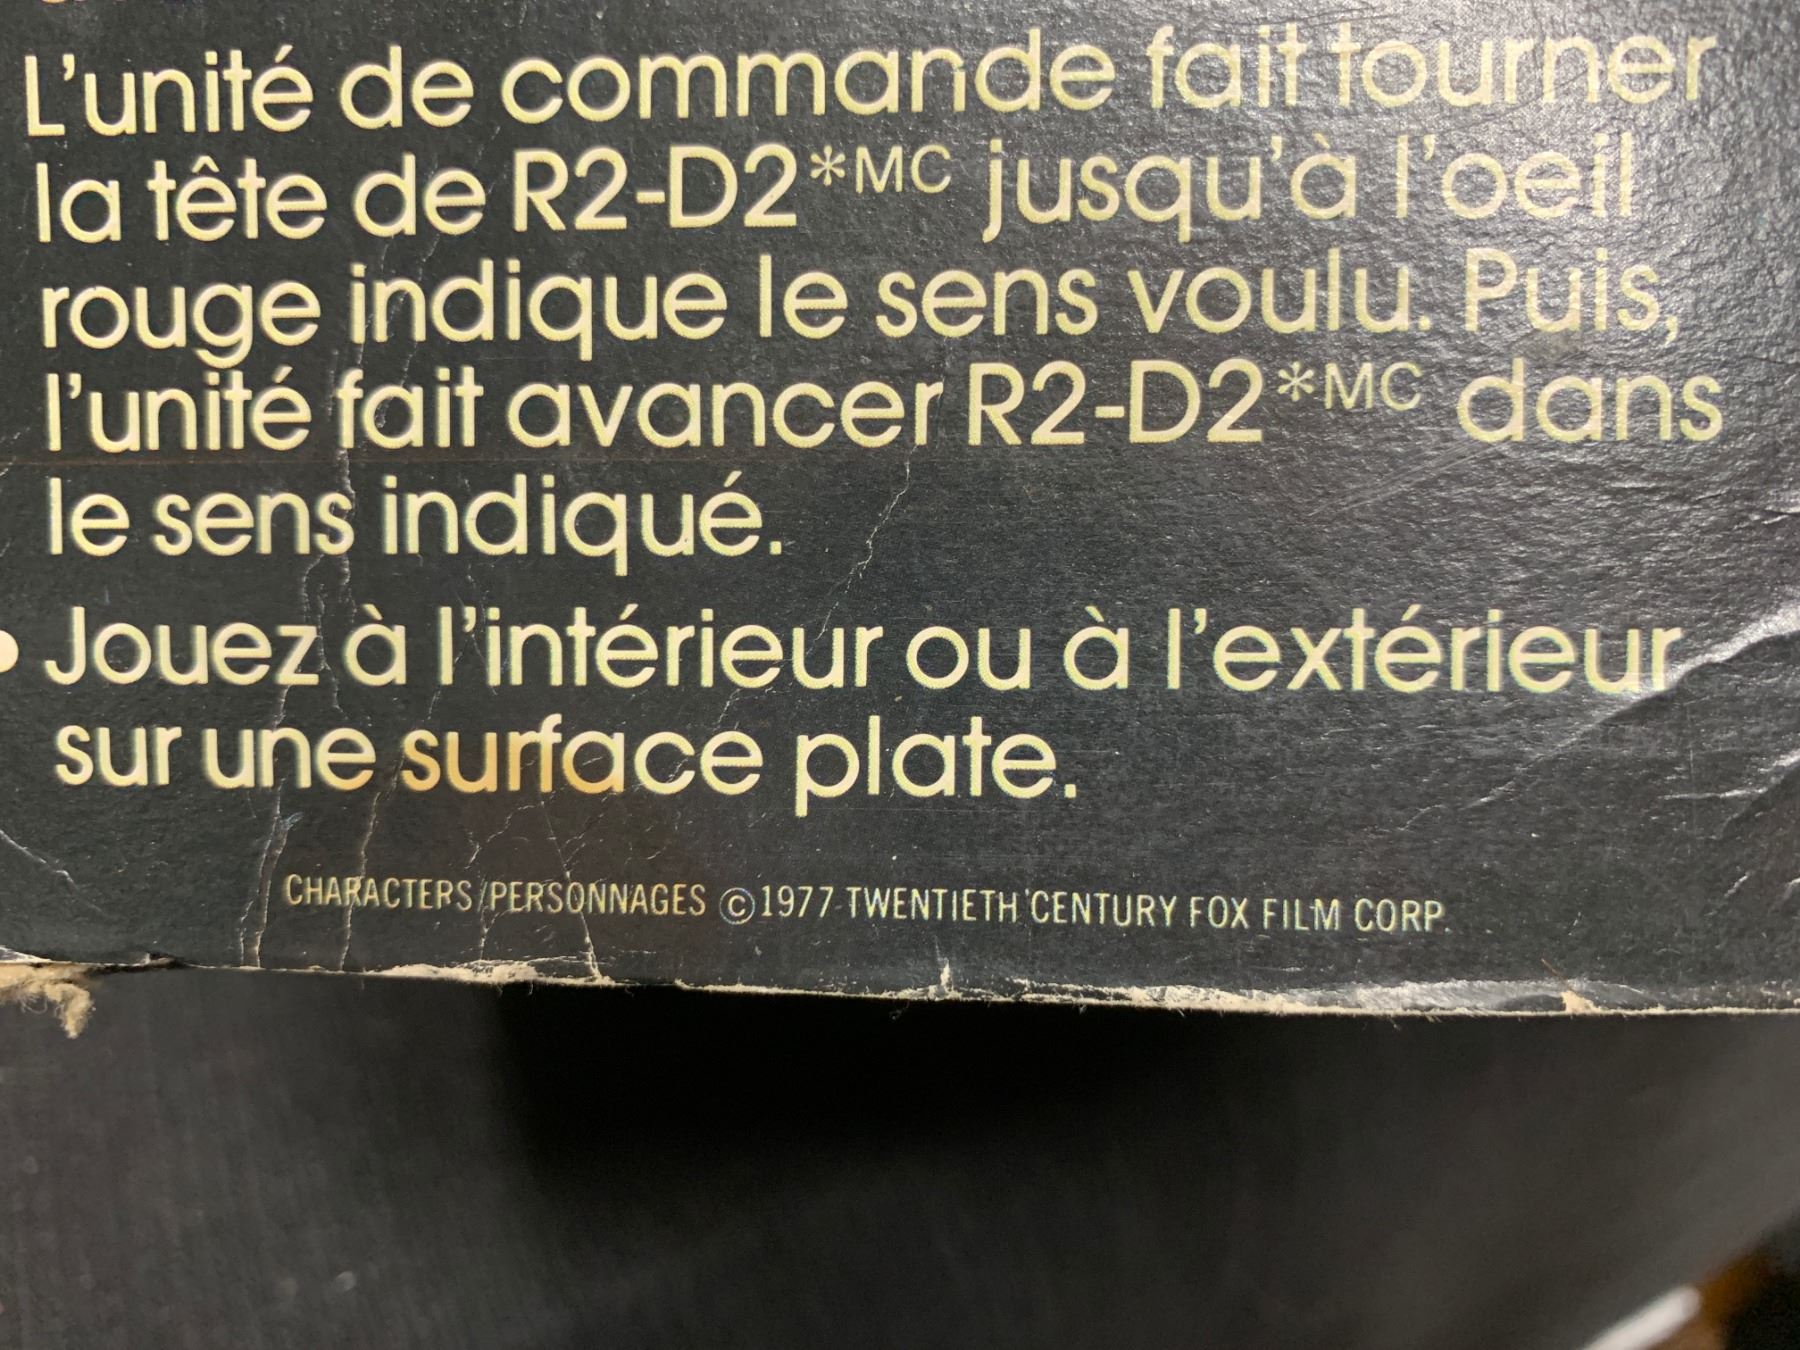 L'unité de commande fait tourner
la tête de R2-D2*MC jusqu'à l'oeil
rouge indique le sens voulu. Puis,
l'unité fait avancer R2-D2*MC dans
le sens indiqué.
• Jouez à l'intérieur ou à l'extérieur
sur une surface plate.
CHARACTERS/PERSONNAGES ©1977 TWENTIETH CENTURY FOX FILM CORP.